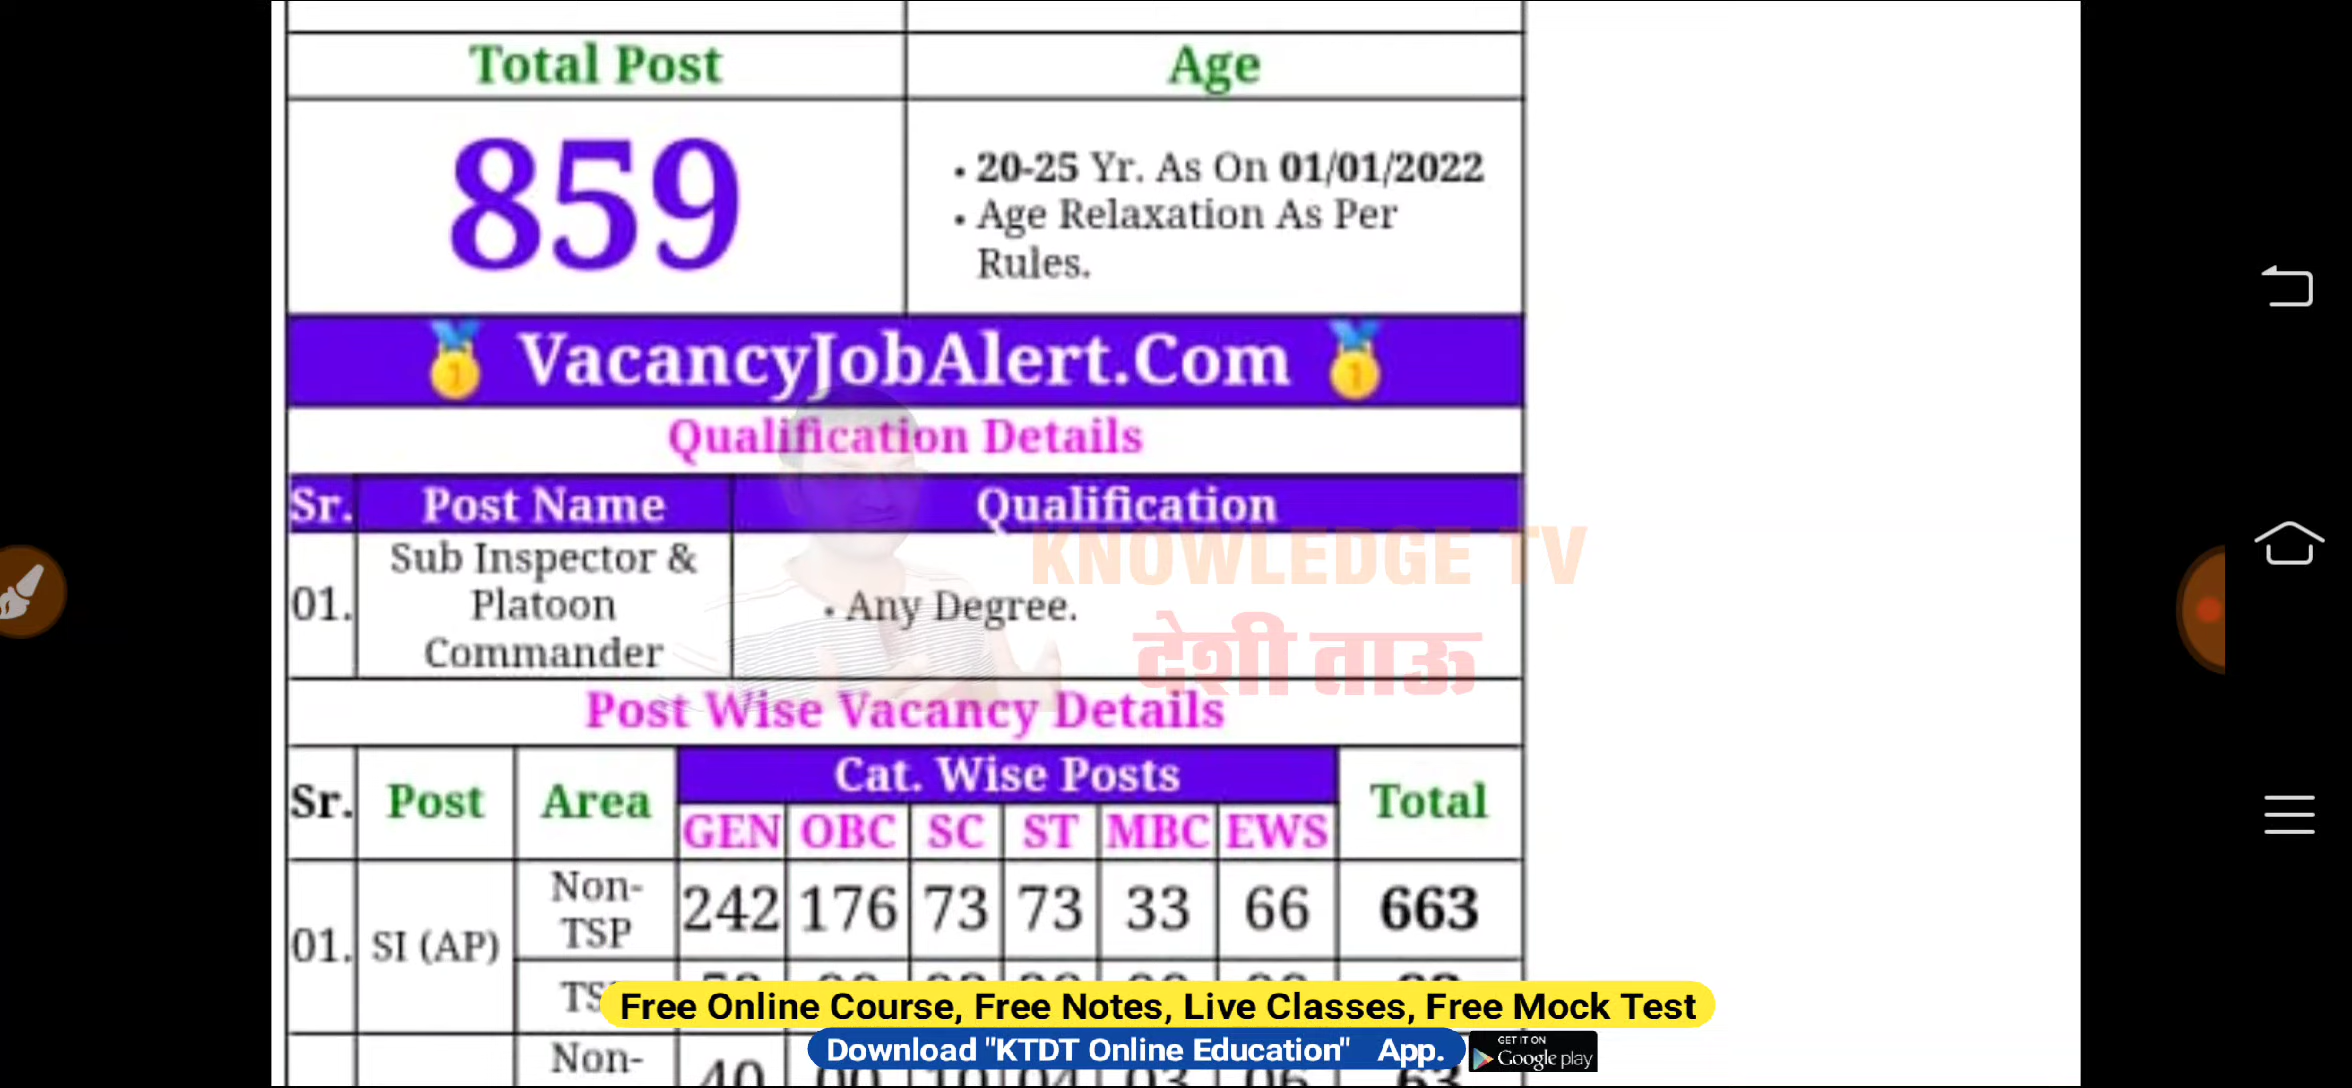 Total Post Age
859
• 20-25 Yr. As On 01/01/2022
• Age Relaxation As Per
Rules.
VacancyJobAlert.Com
Qualification Details
Sr. Post Name Qualification
01. Sub Inspector &
Platoon
Commander
• Any Degree.
KNOWLEDGE TV
देशी ताऊ
Post Wise Vacancy Details
Sr. Post Area Cat. Wise Posts Total
GEN OBC SC ST MBC EWS
01. SI (AP) Non-
TSP 242 176 73 73 33 66 663
Non-
Free Online Course, Free Notes, Live Classes, Free Mock Test
Download "KTDT Online Education" App.
GET IT ON
Google play